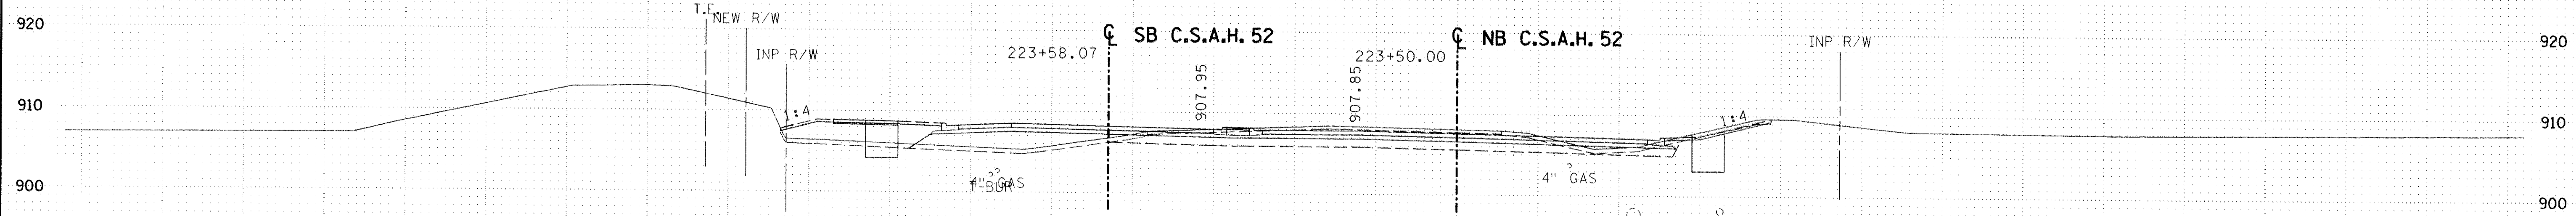 T.E.
NEW R/W
INP R/W
920
910
900
1:4
223+58.07
℄ SB C.S.A.H. 52
907.95
907.85
223+50.00
℄ NB C.S.A.H. 52
INP R/W
1:4
4" GAS
T-BUR
4" GAS
920
910
900